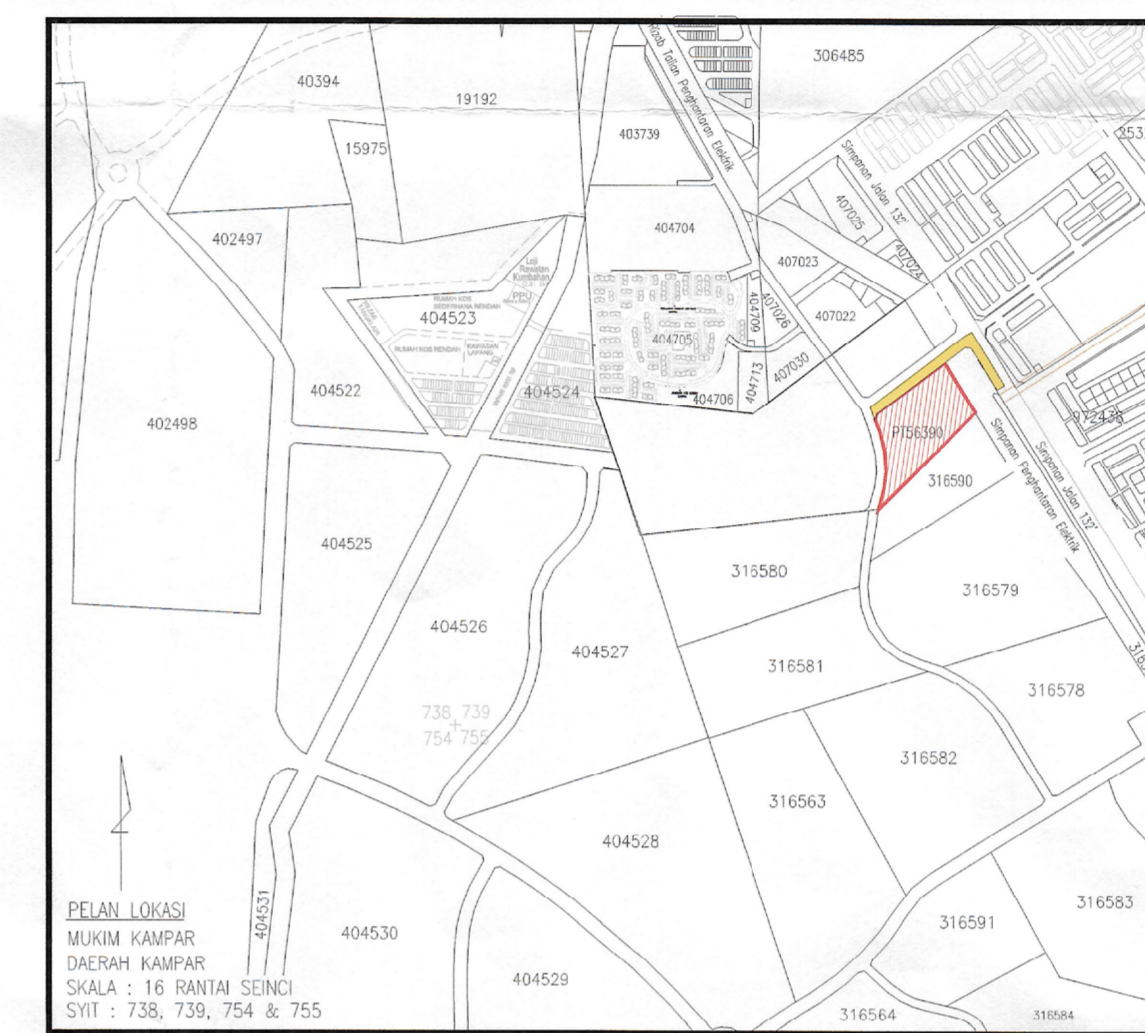 306485
40394
19192
Rizab Talian Penghantaran Elektrik
403739
15975
Simpanan Jalan 132'
407025
404704
402497
407024
407023
Loji
Rawatan
Kumbahan
PPU
RUMAH KOS
SEDERHANA RENDAH
404523
404709
407026
407022
404705
RUMAH KOS RENDAH
KAWASAN
LAPANG
407030
404713
404522
404524
404706
402498
PT56390
972438
Simpanan Penghantaran Elektrik
Simpanan Jalan 132'
316590
404525
316580
316579
404526
404527
316581
316578
738 739
754 755
316582
316563
404528
404531
316583
404530
316591
404529
316564
316584
PELAN LOKASI
MUKIM KAMPAR
DAERAH KAMPAR
SKALA : 16 RANTAI SEINCI
SYIT : 738, 739, 754 & 755